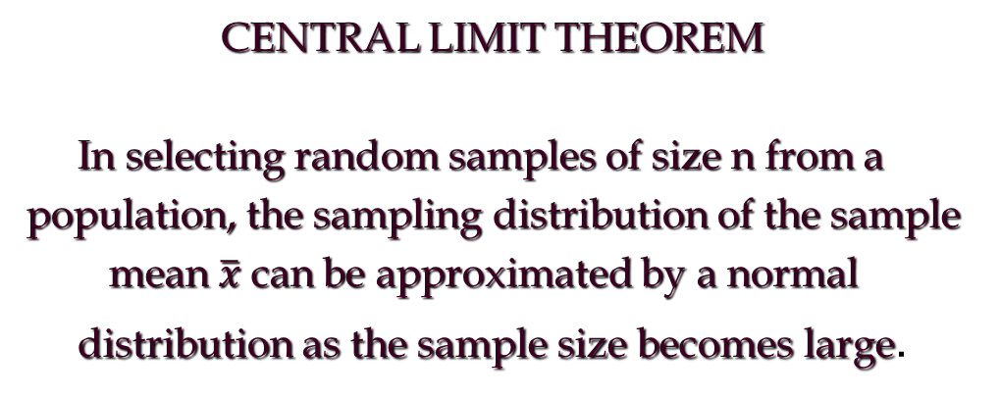 CENTRAL LIMIT THEOREM
In selecting random samples of size n from a
population, the sampling distribution of the sample
mean x̄ can be approximated by a normal
distribution as the sample size becomes large.